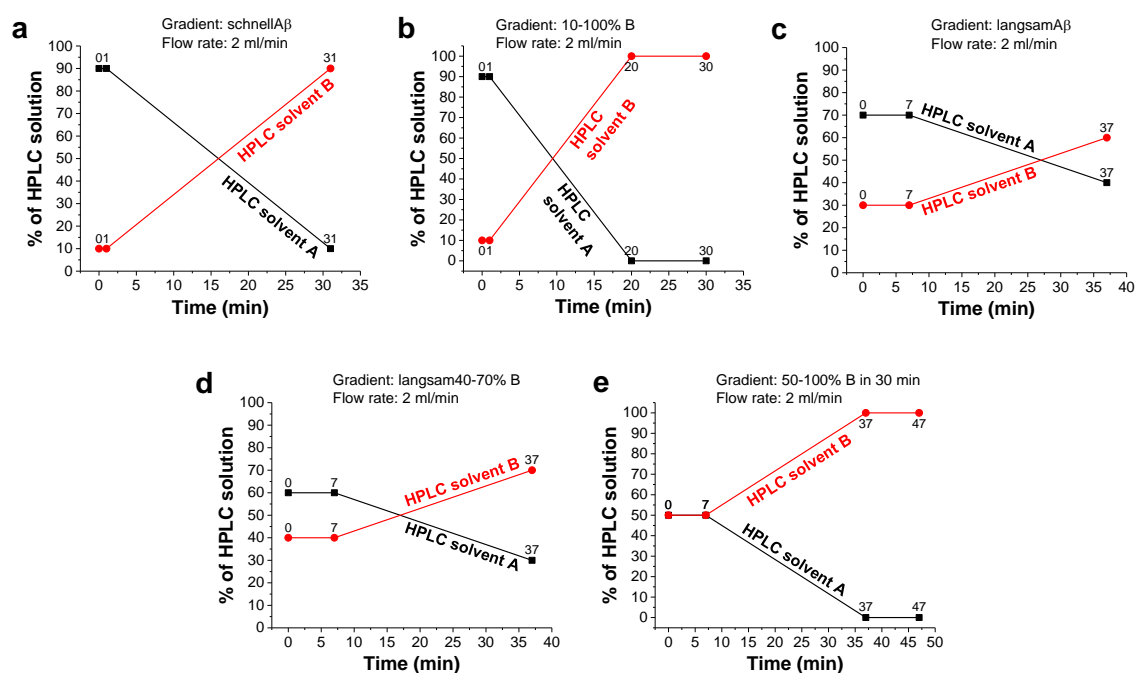 a
Gradient: schnellAβ
Flow rate: 2 ml/min
% of HPLC solution
100
90
80
70
60
50
40
30
20
10
0
01
31
HPLC solvent B
HPLC solvent A
01
31
0 5 10 15 20 25 30 35
Time (min)
b
Gradient: 10-100% B
Flow rate: 2 ml/min
% of HPLC solution
100
90
80
70
60
50
40
30
20
10
0
01
20 30
HPLC
solvent B
HPLC
solvent A
01
20 30
0 5 10 15 20 25 30 35
Time (min)
c
Gradient: langsamAβ
Flow rate: 2 ml/min
% of HPLC solution
100
90
80
70
60
50
40
30
20
10
0
0 7
HPLC solvent A
37
37
0 7
HPLC solvent B
0 5 10 15 20 25 30 35 40
Time (min)
d
Gradient: langsam40-70% B
Flow rate: 2 ml/min
% of HPLC solution
100
90
80
70
60
50
40
30
20
10
0
37
HPLC solvent B
0 7
0 7
HPLC solvent A
37
0 5 10 15 20 25 30 35 40
Time (min)
e
Gradient: 50-100% B in 30 min
Flow rate: 2 ml/min
% of HPLC solution
100
90
80
70
60
50
40
30
20
100
0
37 47
HPLC solvent B
0 7
HPLC solvent A
37 47
0 5 10 15 20 25 30 35 40 45 50
Time (min)